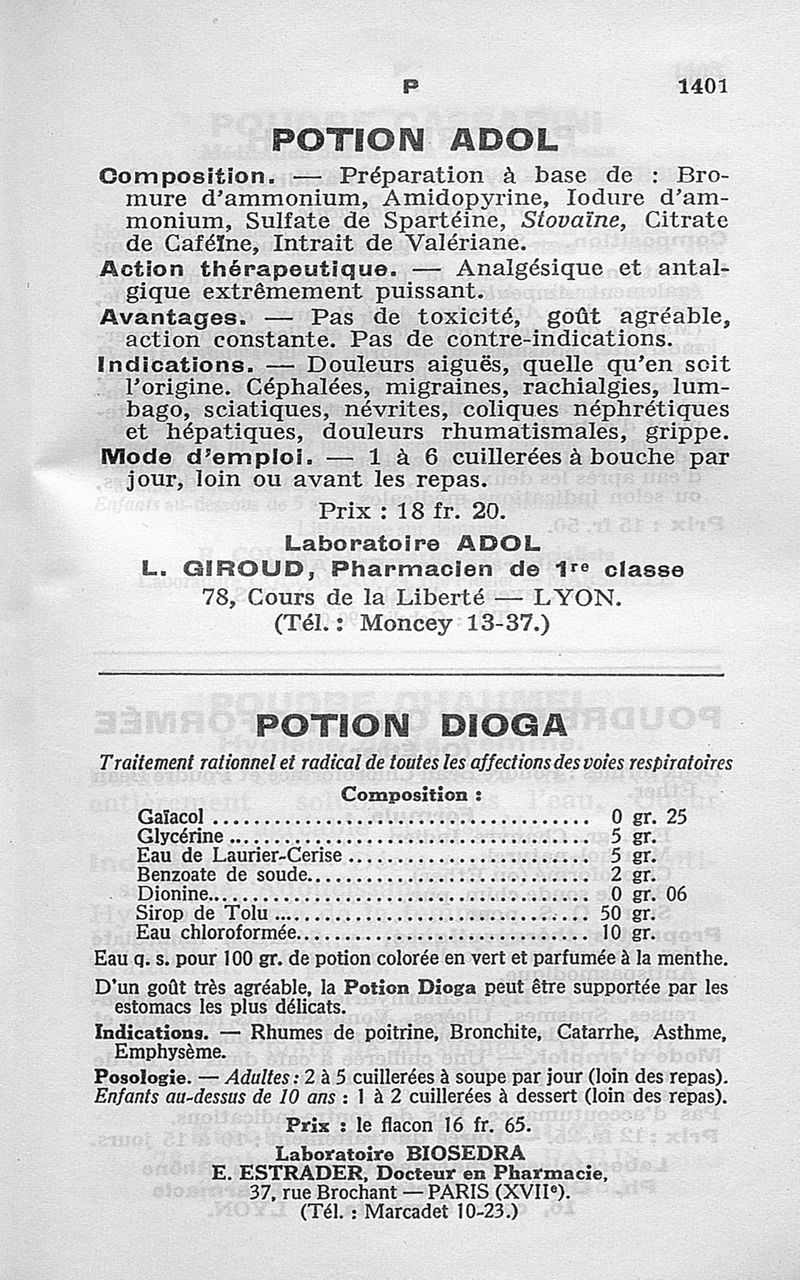 P 1401
POTION ADOL
Composition. — Préparation à base de : Bro-
mure d'ammonium, Amidopyrine, Iodure d'am-
monium, Sulfate de Spartéine, Stovaïne, Citrate
de Caféïne, Intrait de Valériane.
Action thérapeutique. — Analgésique et antal-
gique extrêmement puissant.
Avantages. — Pas de toxicité, goût agréable,
action constante. Pas de contre-indications.
Indications. — Douleurs aiguës, quelle qu'en soit
l'origine. Céphalées, migraines, rachialgies, lum-
bago, sciatiques, névrites, coliques néphrétiques
et hépatiques, douleurs rhumatismales, grippe.
Mode d'emploi. — 1 à 6 cuillerées à bouche par
jour, loin ou avant les repas.
Prix : 18 fr. 20.
Laboratoire ADOL
L. GIROUD, Pharmacien de 1re classe
78, Cours de la Liberté — LYON.
(Tél. : Moncey 13-37.)
POTION DIOGA
Traitement rationnel et radical de toutes les affections des voies respiratoires
Composition :
Gaïacol .................................... 0 gr. 25
Glycérine .................................. 5 gr.
Eau de Laurier-Cerise ...................... 5 gr.
Benzoate de soude........................... 2 gr.
Dionine..................................... 0 gr. 06
Sirop de Tolu .............................. 50 gr.
Eau chloroformée............................ 10 gr.
Eau q. s. pour 100 gr. de potion colorée en vert et parfumée à la menthe.
D'un goût très agréable, la Potion Dioga peut être supportée par les
estomacs les plus délicats.
Indications. — Rhumes de poitrine, Bronchite, Catarrhe, Asthme,
Emphysème.
Posologie. — Adultes : 2 à 5 cuillerées à soupe par jour (loin des repas).
Enfants au-dessus de 10 ans : 1 à 2 cuillerées à dessert (loin des repas).
Prix : le flacon 16 fr. 65.
Laboratoire BIOSEDRA
E. ESTRADER, Docteur en Pharmacie,
37, rue Brochant — PARIS (XVIIe).
(Tél. : Marcadet 10-23.)